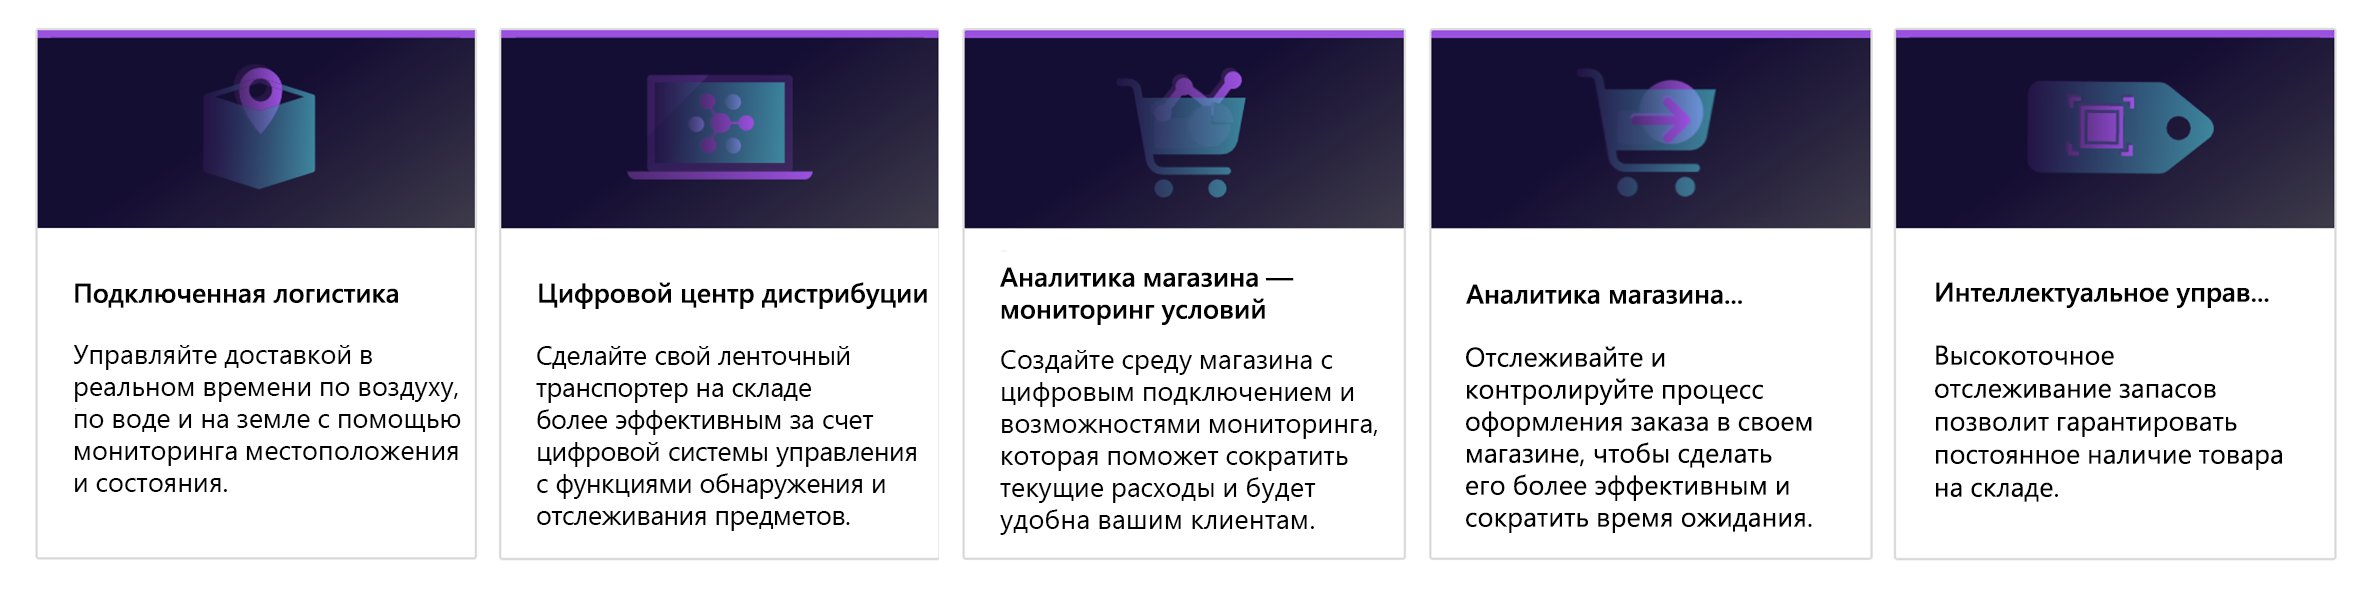 Подключенная логистика
Управляйте доставкой в
реальном времени по воздуху,
по воде и на земле с помощью
мониторинга местоположения
и состояния.
Цифровой центр дистрибуции
Сделайте свой ленточный
транспортер на складе
более эффективным за счет
цифровой системы управления
с функциями обнаружения и
отслеживания предметов.
Аналитика магазина —
мониторинг условий
Создайте среду магазина с
цифровым подключением и
возможностями мониторинга,
которая поможет сократить
текущие расходы и будет
удобна вашим клиентам.
Аналитика магазина...
Отслеживайте и
контролируйте процесс
оформления заказа в своем
магазине, чтобы сделать
его более эффективным и
сократить время ожидания.
Интеллектуальное управ...
Высокоточное
отслеживание запасов
позволит гарантировать
постоянное наличие товара
на складе.